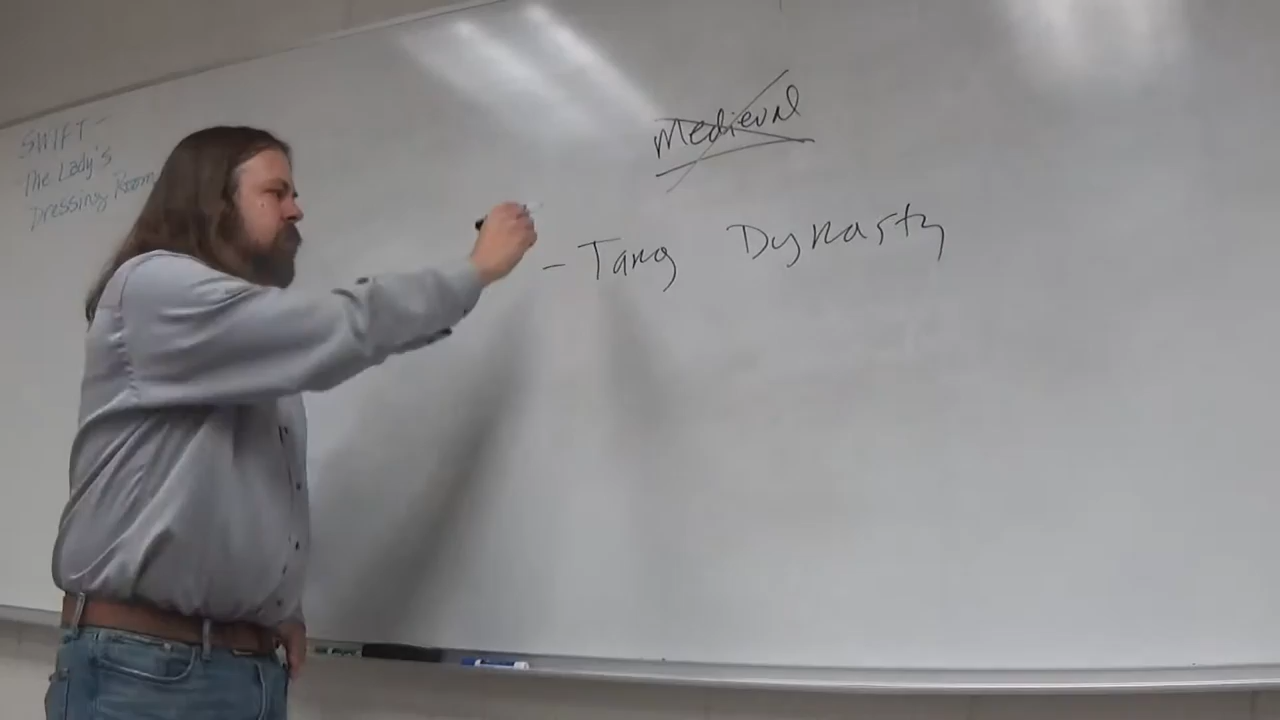 SWIFT -
The Lady's
Dressing Room
Medieval
- Tang Dynasty